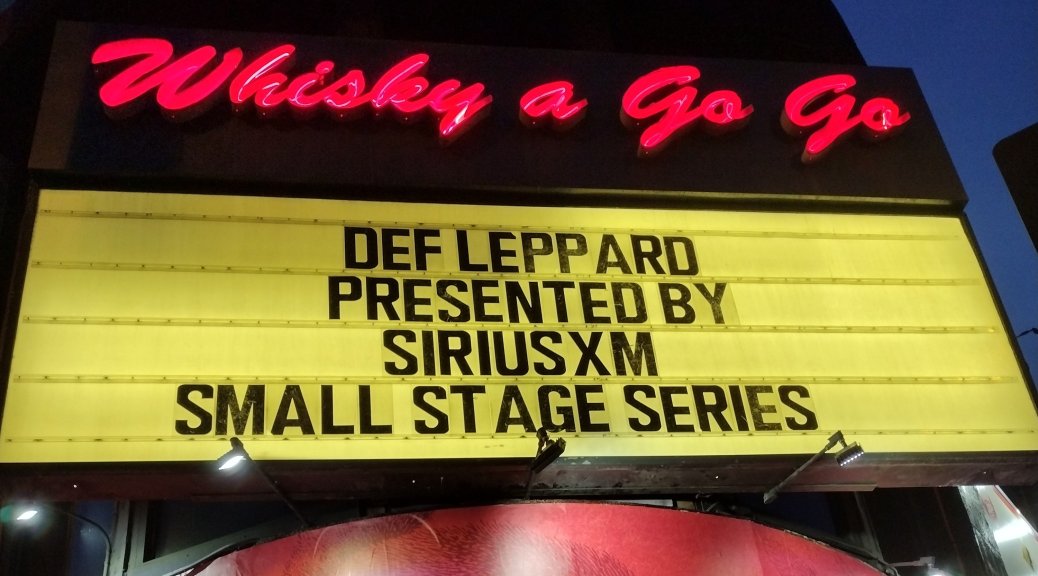 Whisky a Go Go
DEF LEPPARD
PRESENTED BY
SIRIUSXM
SMALL STAGE SERIES